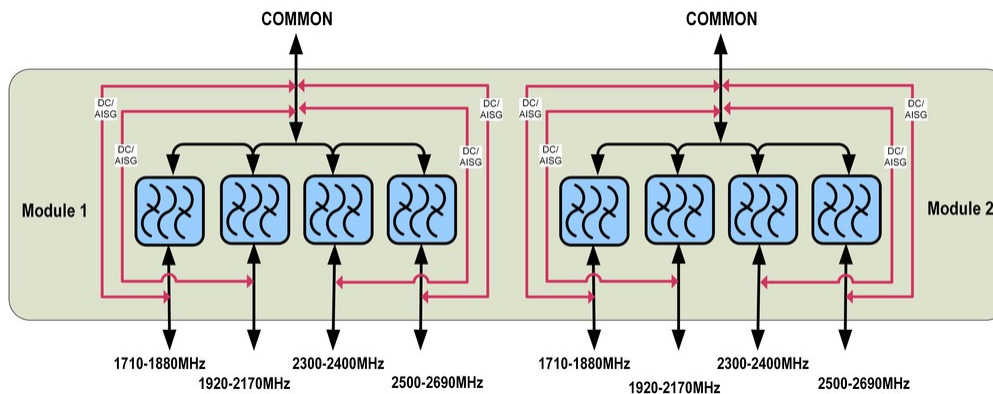 COMMON
COMMON
DC/
AISG
DC/
AISG
DC/
AISG
DC/
AISG
DC/
AISG
DC/
AISG
DC/
AISG
DC/
AISG
Module 1
Module 2
1710-1880MHz
2300-2400MHz
1920-2170MHz
2500-2690MHz
1710-1880MHz
2300-2400MHz
1920-2170MHz
2500-2690MHz